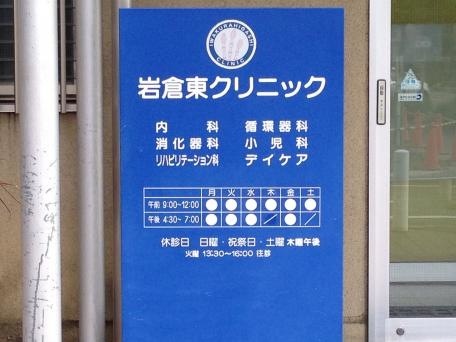 IWAKURAHIGASHI CLINIC
岩倉東クリニック
内科 循環器科
消化器科 小児科
リハビリテーション科 デイケア
月 火 水 木 金 土
午前 9:00~12:00 ● ● ● ● ● ●
午後 4:30~7:00 ● ● ● / ● /
休診日 日曜・祝祭日・土曜 木曜午後
火曜 13:30~16:00 往診